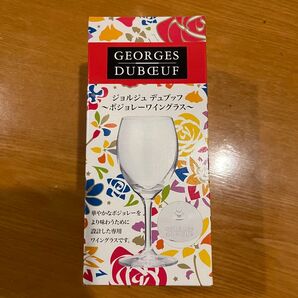 GEORGES
DUBŒUF
ジョルジュ デュブッフ
〜ボジョレーワイングラス〜
華やかなボジョレーを
より味わうために
設計した専用
ワイングラスです。